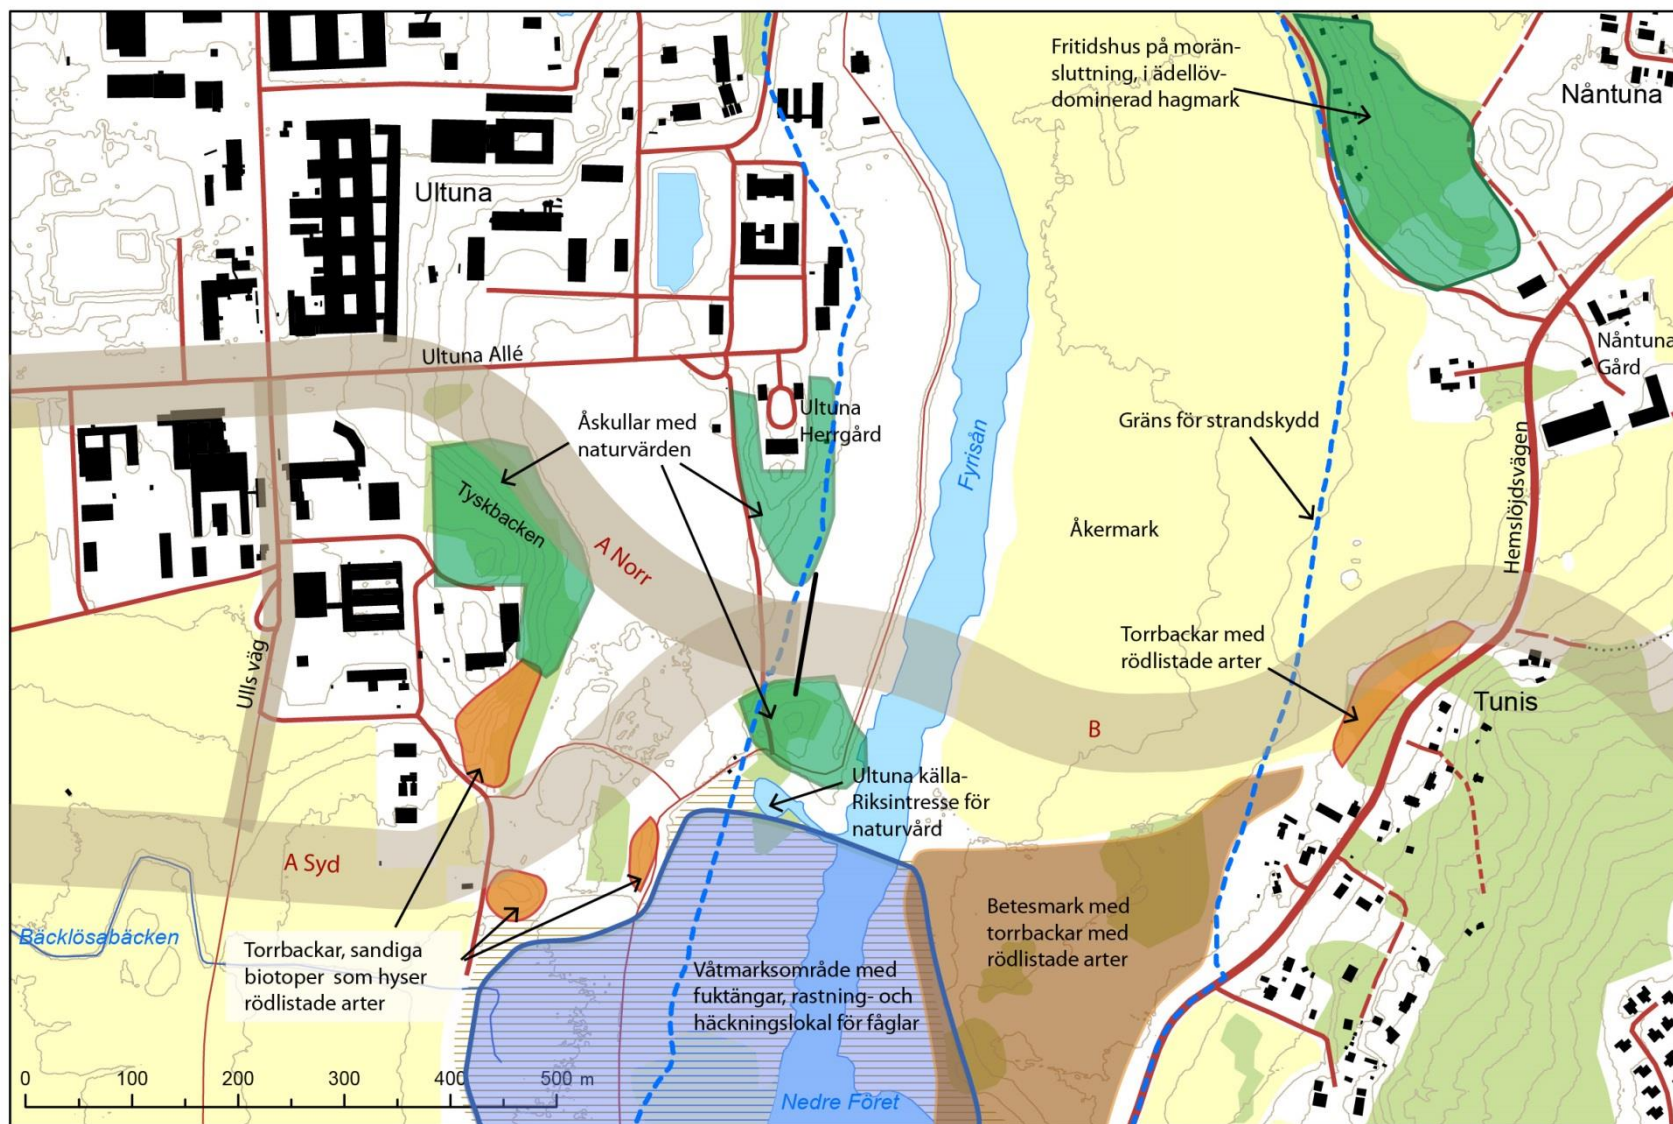 Fritidshus på morän-
sluttning, i ädellöv-
dominerad hagmark
Nåntuna
Ultuna
Nåntuna
Gård
Ultuna Allé
Åskullar med
naturvärden
Ultuna
Herrgård
Gräns för strandskydd
Fyrisån
Hemslöjdsvägen
Tyskbacken
Åkermark
A Norr
Torrbackar med
rödlistade arter
Ulls väg
Tunis
B
Ultuna källa-
Riksintresse för
naturvård
A Syd
Bäcklösabäcken
Torrbackar, sandiga
biotoper som hyser
rödlistade arter
Betesmark med
torrbackar med
rödlistade arter
Våtmarksområde med
fuktängar, rastning- och
häckningslokal för fåglar
0 100 200 300 400 500 m
Nedre Föret